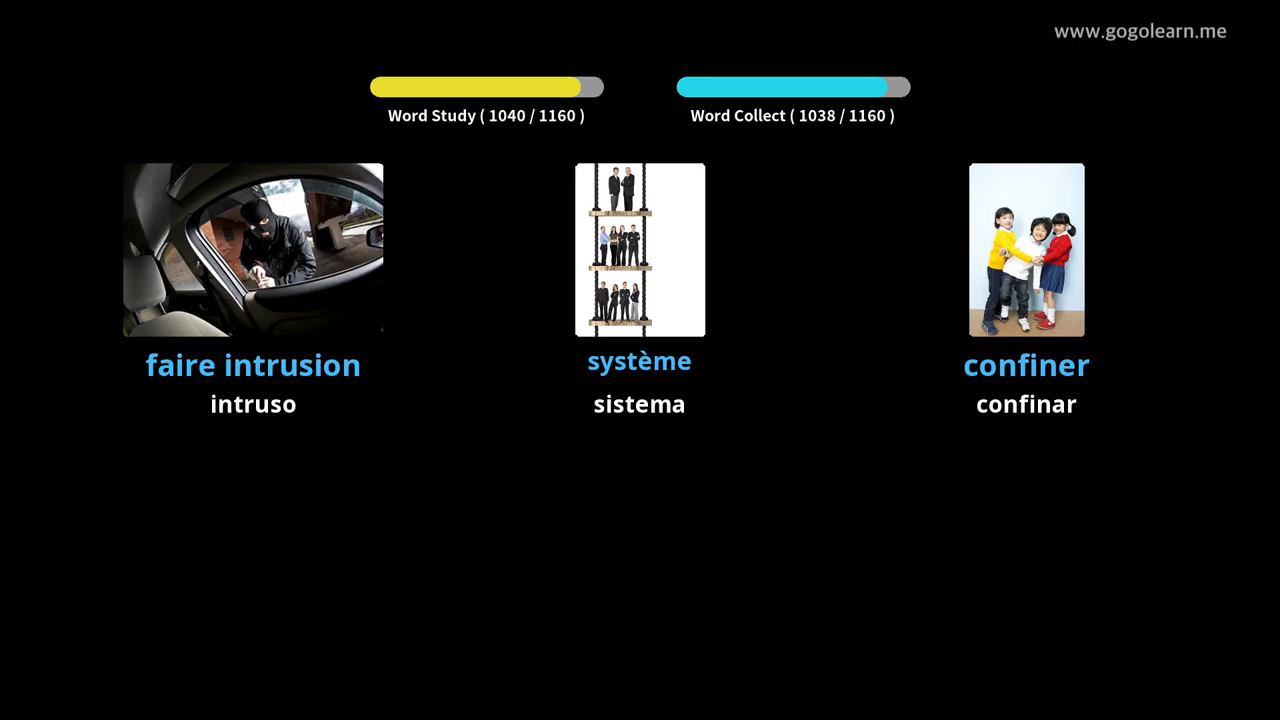 www.gogolearn.me
Word Study ( 1040 / 1160 )
Word Collect ( 1038 / 1160 )
faire intrusion
intruso
système
sistema
confiner
confinar